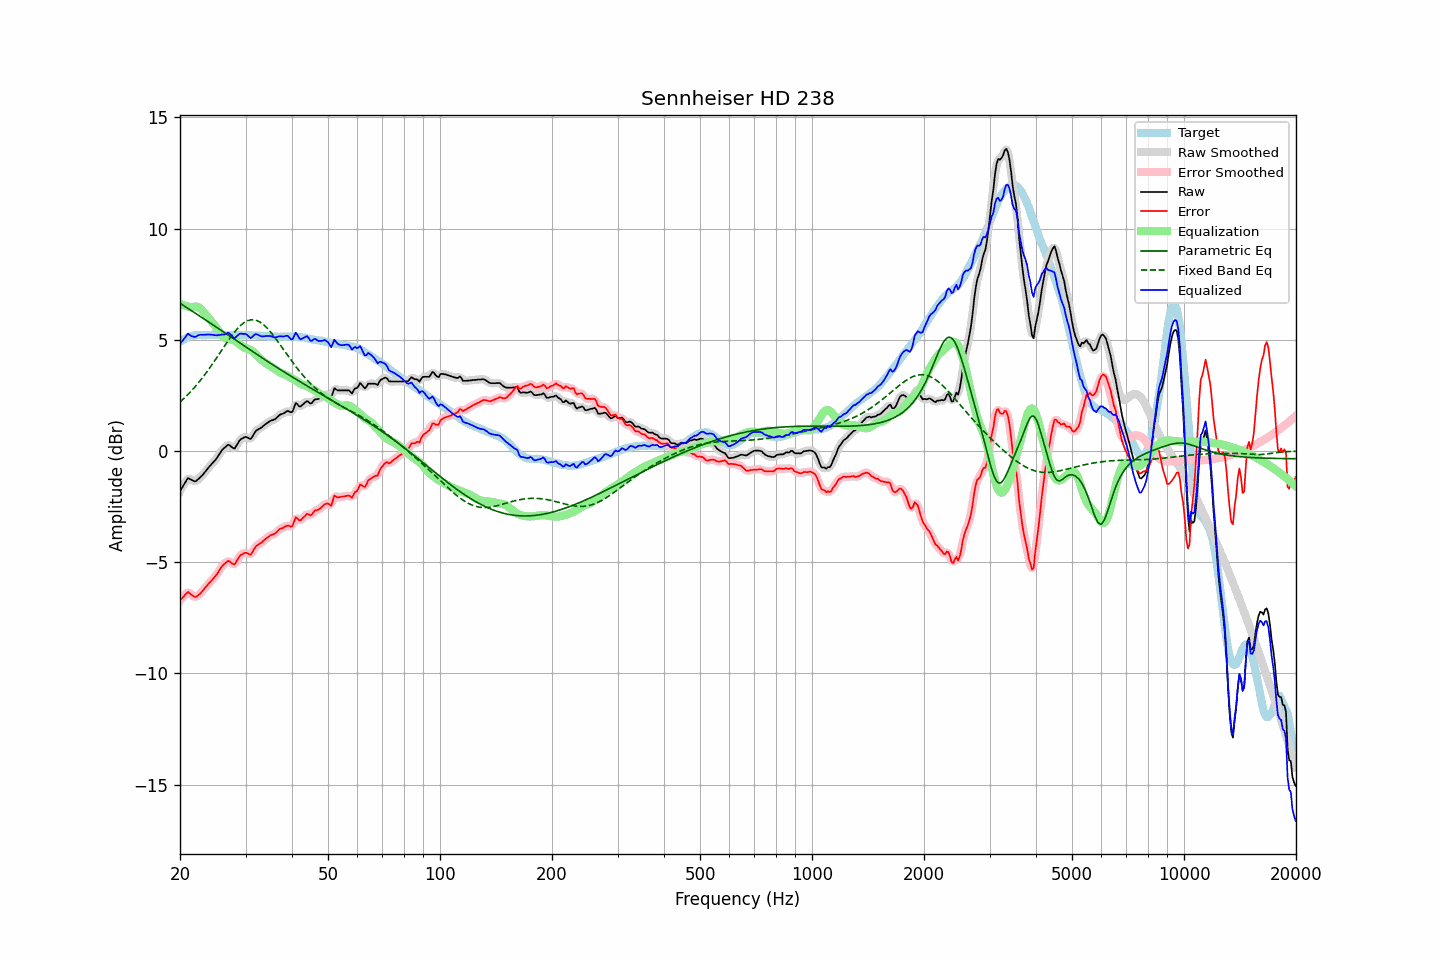 Sennheiser HD 238
15
10
5
0
−5
−10
−15
Amplitude (dBr)
Target
Raw Smoothed
Error Smoothed
Raw
Error
Equalization
Parametric Eq
Fixed Band Eq
Equalized
20 50 100 200 500 1000 2000 5000 10000 20000
Frequency (Hz)